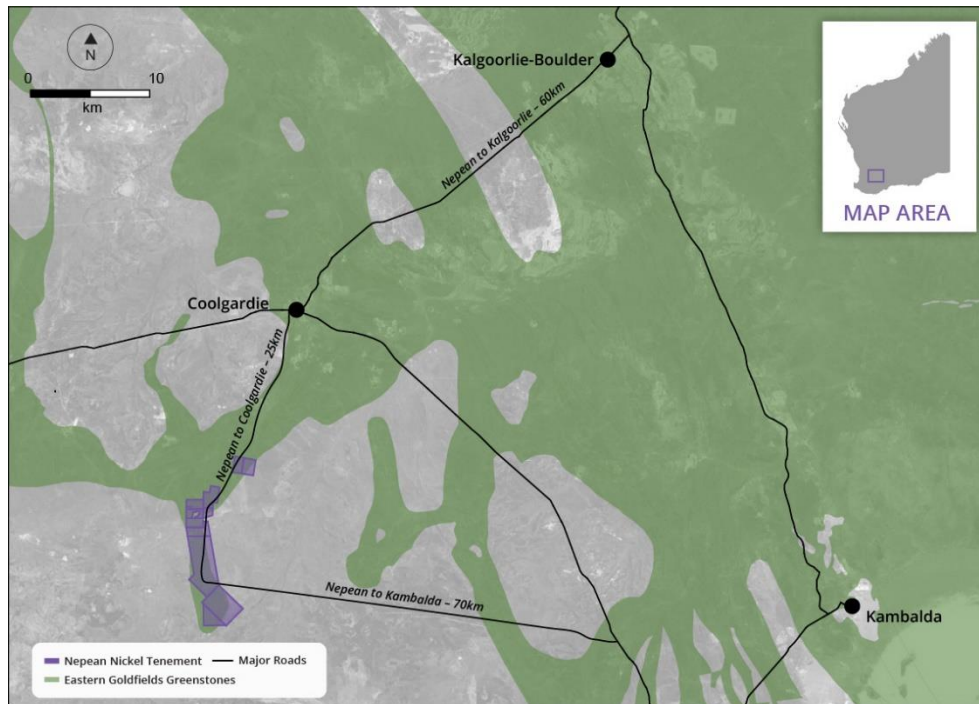 N
0 10
km
Kalgoorlie-Boulder
Nepean to Kalgoorlie – 60km
MAP AREA
Coolgardie
Nepean to Coolgardie – 25km
Nepean to Kambalda – 70km
Kambalda
Nepean Nickel Tenement Major Roads
Eastern Goldfields Greenstones